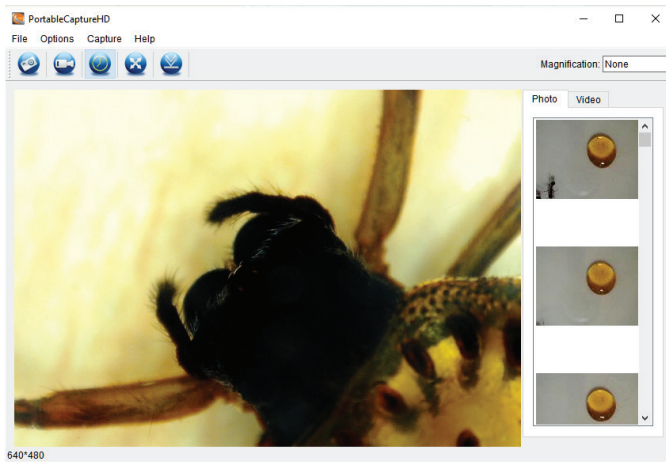 PortableCaptureHD
File Options Capture Help
Magnification: None
Photo Video
640*480